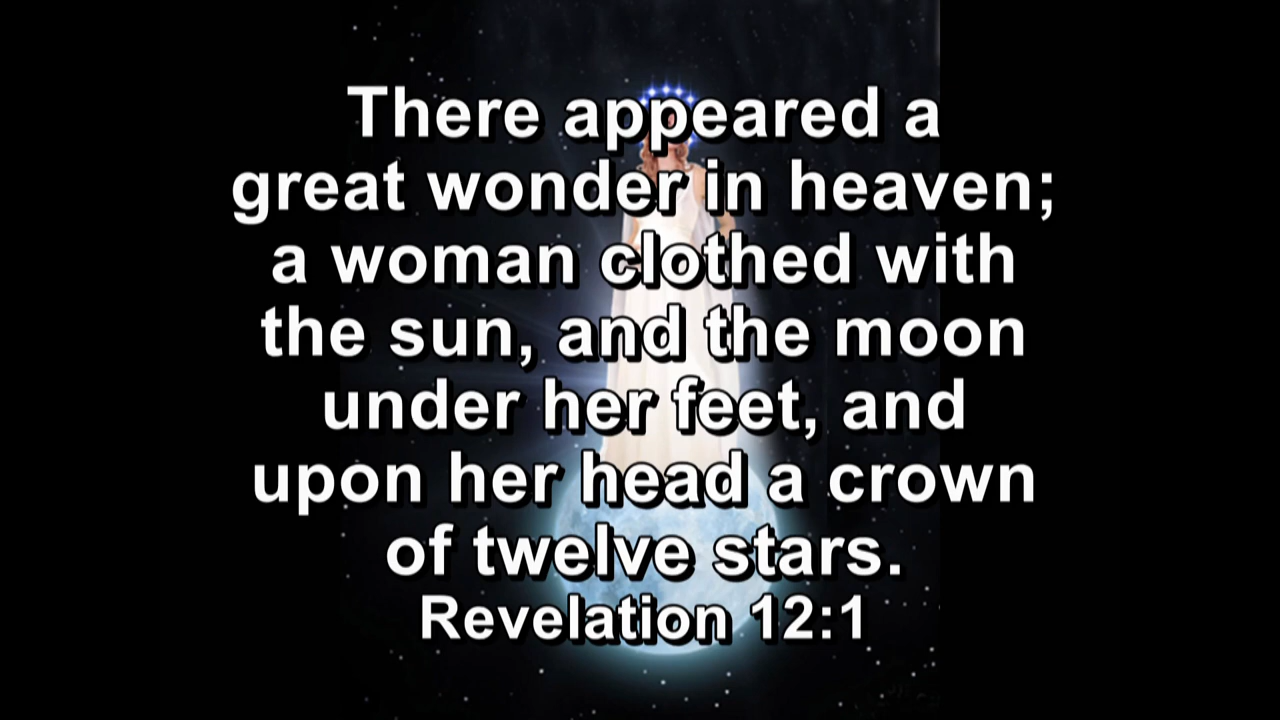 There appeared a
great wonder in heaven;
a woman clothed with
the sun, and the moon
under her feet, and
upon her head a crown
of twelve stars.
Revelation 12:1